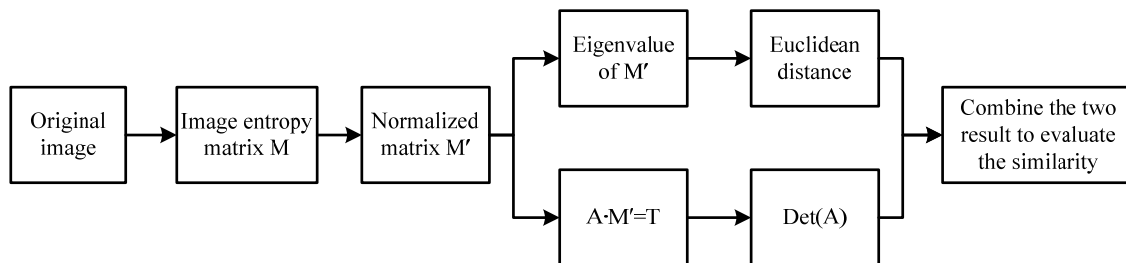 Original
image
Image entropy
matrix M
Normalized
matrix M′
Eigenvalue
of M′
Euclidean
distance
A·M′=T
Det(A)
Combine the two
result to evaluate
the similarity